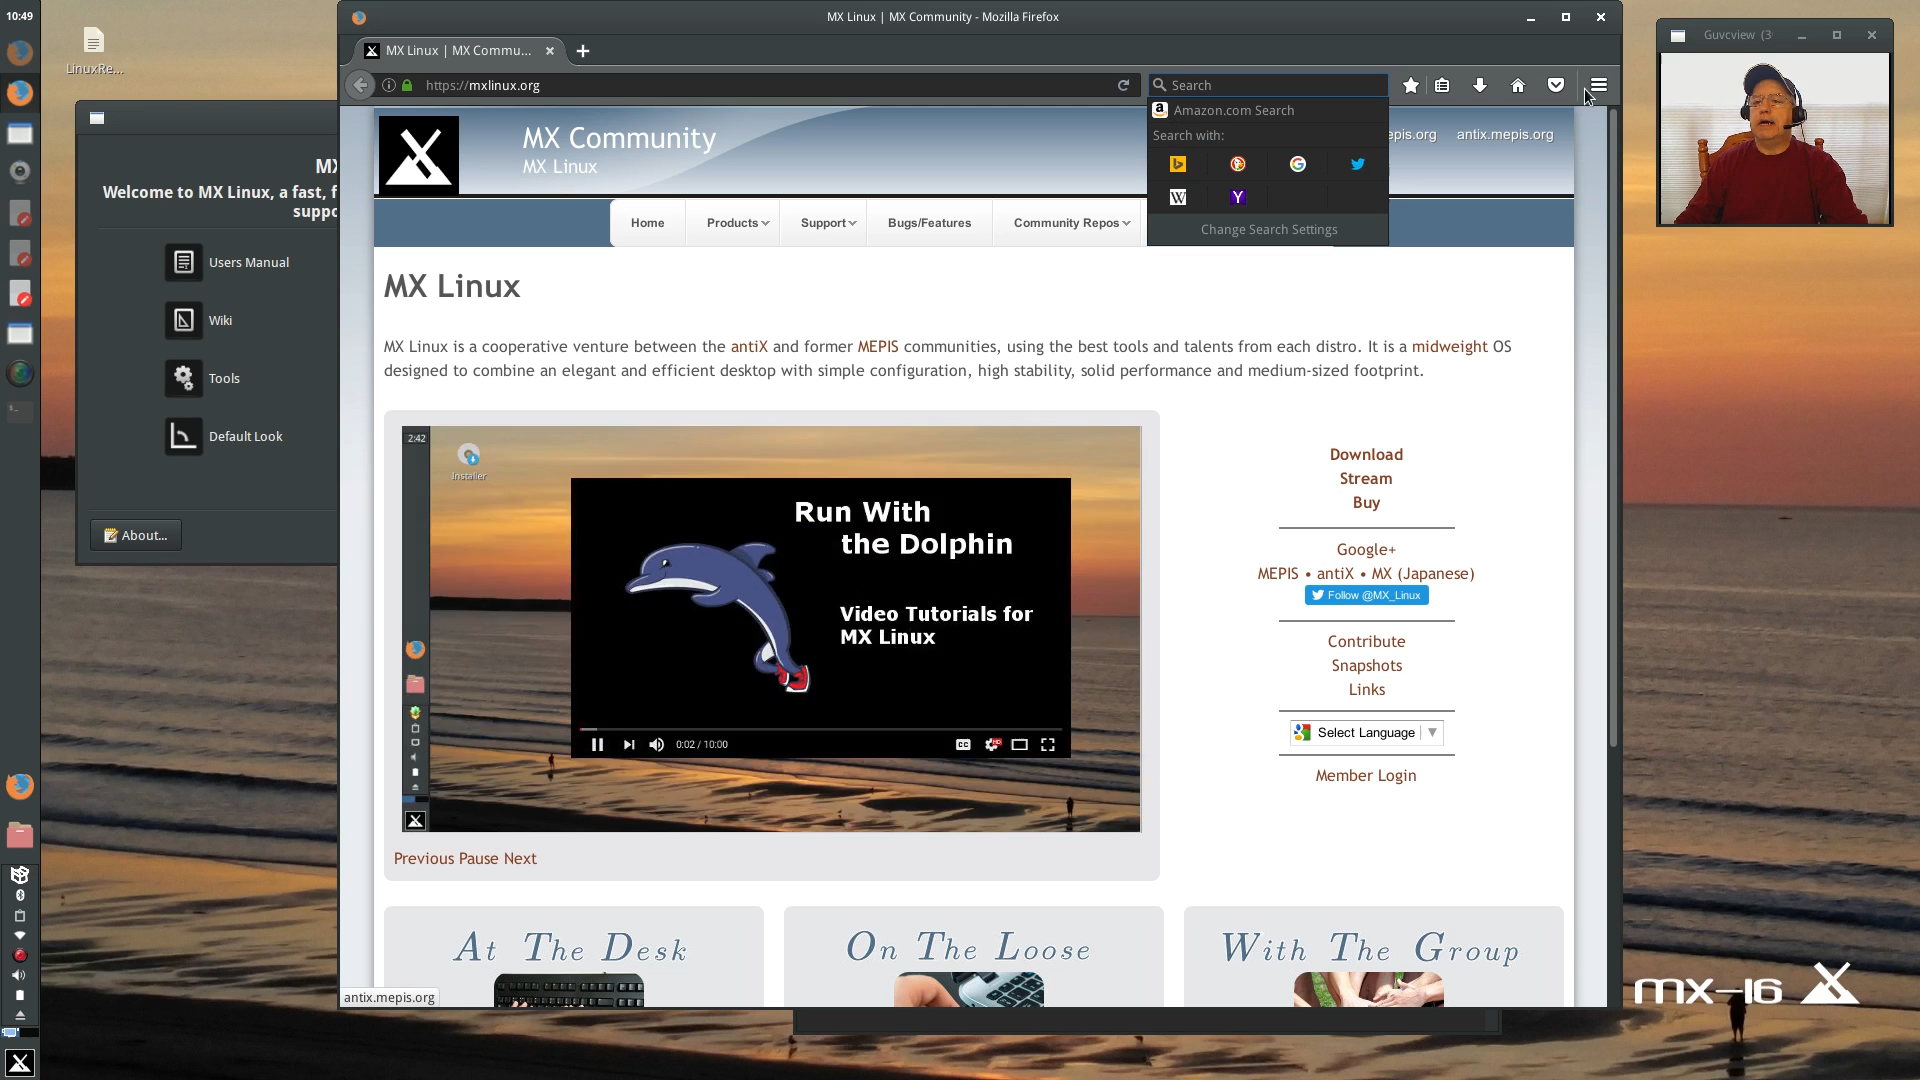 10:49
LinuxRe...
MX
Welcome to MX Linux, a fast, f
suppo
Users Manual
Wiki
Tools
Default Look
About...
MX Linux | MX Community - Mozilla Firefox
MX Linux | MX Commu...
https://mxlinux.org
Search
Amazon.com Search
Search with:
Change Search Settings
MX Community
MX Linux
epis.org
antix.mepis.org
Home
Products
Support
Bugs/Features
Community Repos
MX Linux
MX Linux is a cooperative venture between the antiX and former MEPIS communities, using the best tools and talents from each distro. It is a midweight OS
designed to combine an elegant and efficient desktop with simple configuration, high stability, solid performance and medium-sized footprint.
2:42
Installer
Run With
the Dolphin
Video Tutorials for
MX Linux
0:02 / 10:00
CC
HD
Previous Pause Next
Download
Stream
Buy
Google+
MEPIS • antiX • MX (Japanese)
Follow @MX_Linux
Contribute
Snapshots
Links
Select Language
Member Login
At The Desk
On The Loose
With The Group
antix.mepis.org
Guvcview (3
MX-16